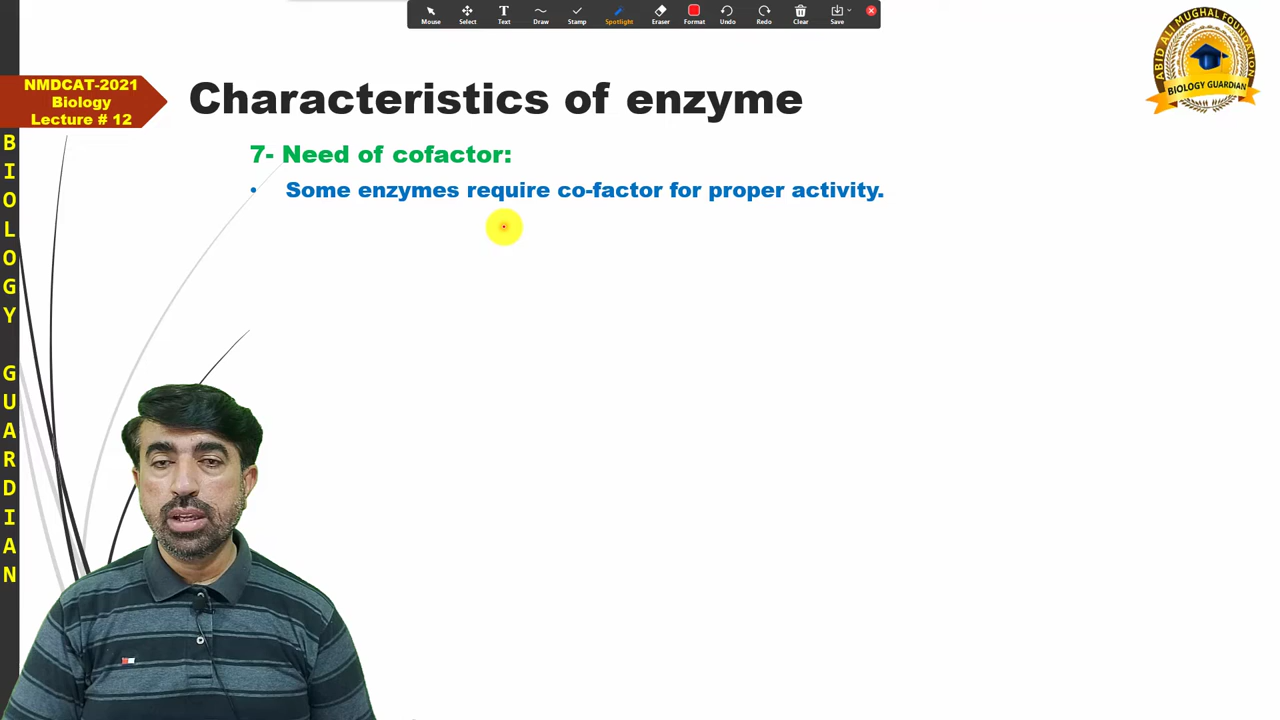 Mouse Select Text Draw Stamp Spotlight Eraser Format Undo Redo Clear Save
ABID ALI MUGHAL FOUNDATION
BIOLOGY GUARDIAN
NMDCAT-2021
Biology
Lecture # 12
Characteristics of enzyme
7- Need of cofactor:
• Some enzymes require co-factor for proper activity.
BIOLOGY GUARDIAN